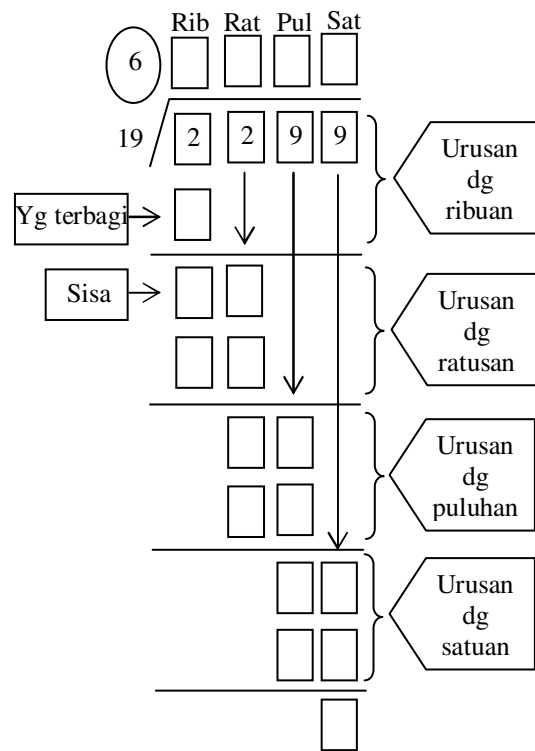 Rib Rat Pul Sat
6
19 2 2 9 9
Urusan
dg
ribuan
Yg terbagi
Sisa
Urusan
dg
ratusan
Urusan
dg
puluhan
Urusan
dg
satuan